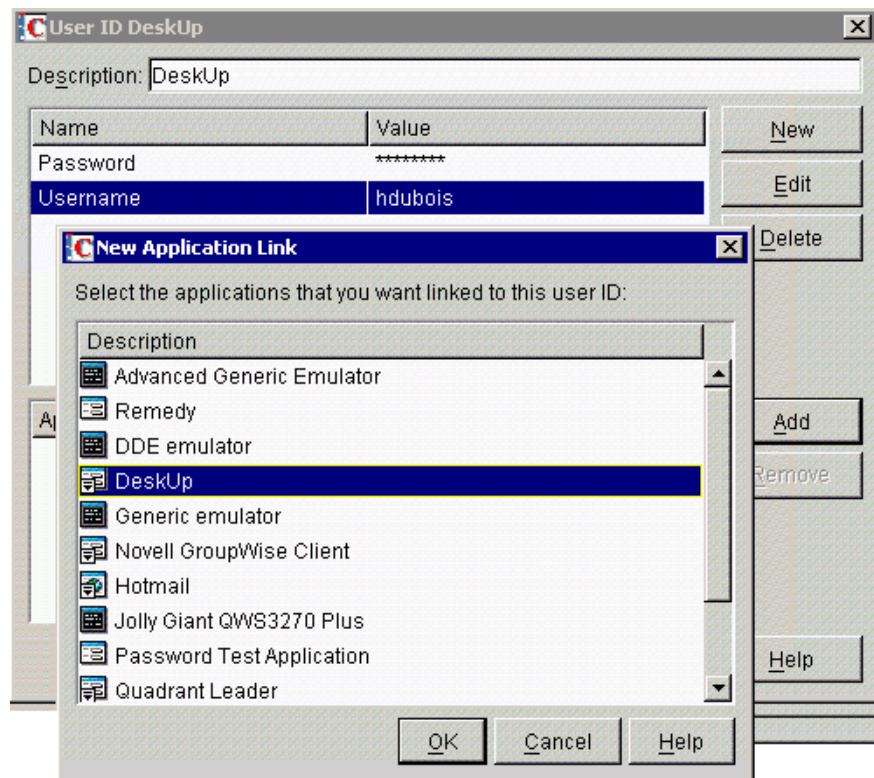 User ID DeskUp
Description: DeskUp
Name Value New
Password ********
Edit
Username hdubois
Delete
New Application Link
Select the applications that you want linked to this user ID:
Description
Advanced Generic Emulator
Remedy
Add
DDE emulator
DeskUp
Remove
Generic emulator
Novell GroupWise Client
Hotmail
Jolly Giant QWS3270 Plus
Password Test Application
Help
Quadrant Leader
OK Cancel Help